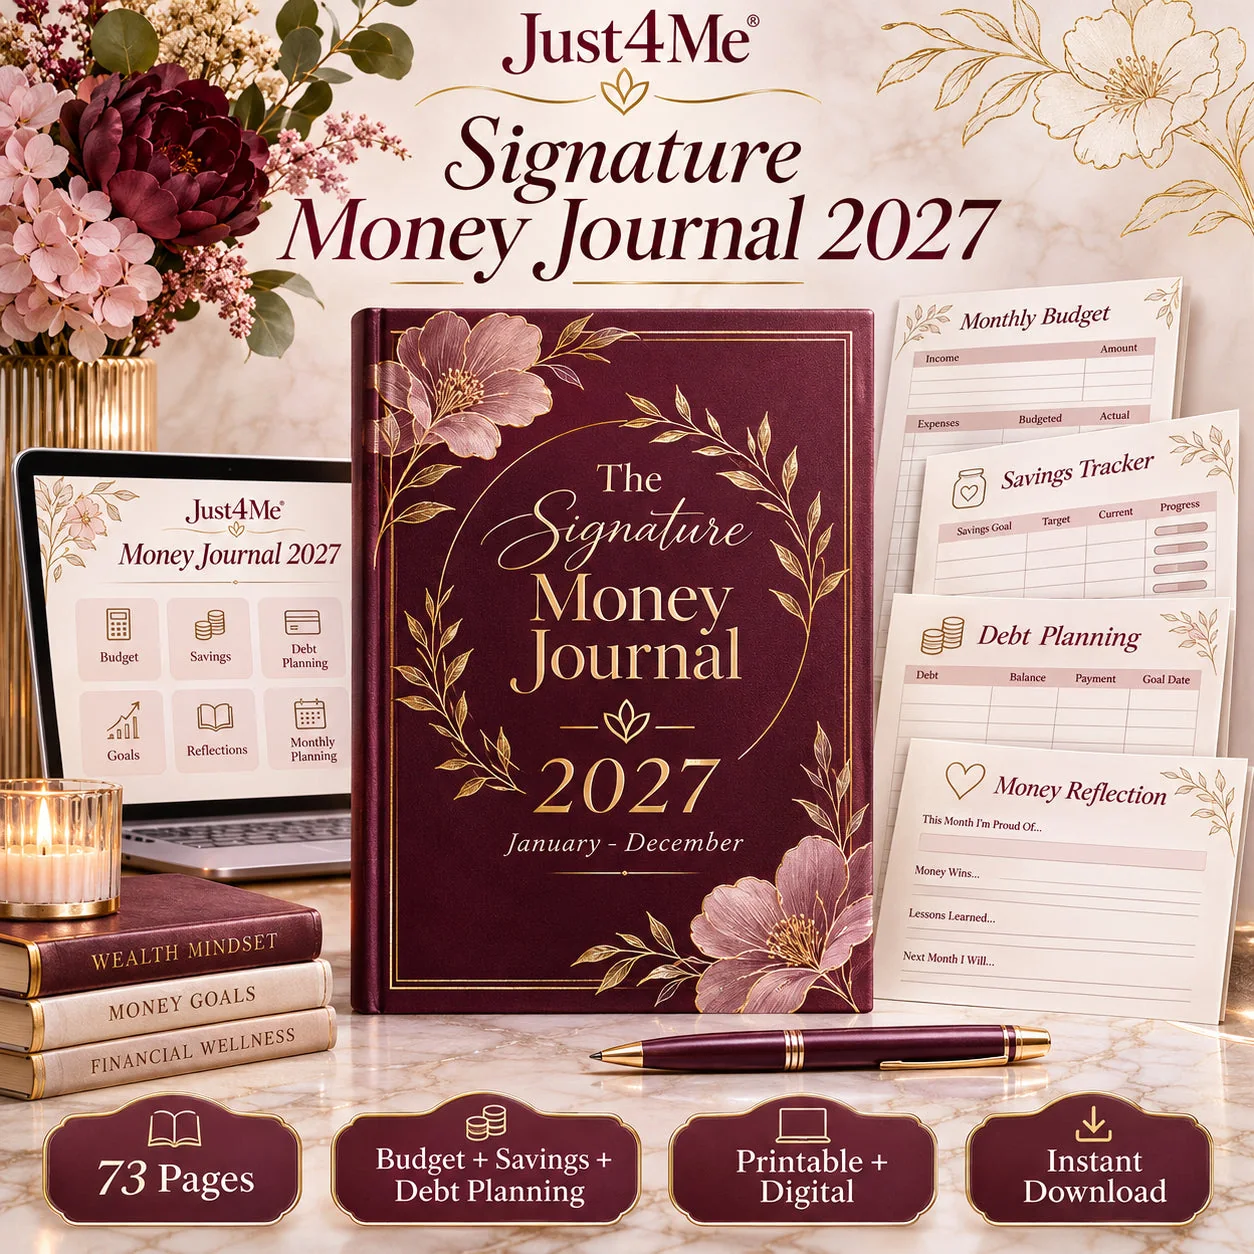 Just4Me®
Signature
Money Journal 2027
Just4Me®
Money Journal 2027
Budget
Savings
Debt
Planning
Goals
Reflections
Monthly
Planning
The
Signature
Money
Journal
2027
January - December
Monthly Budget
Income
Amount
Expenses
Budgeted
Actual
Savings Tracker
Savings Goal
Target
Current
Progress
Debt Planning
Debt
Balance
Payment
Goal Date
Money Reflection
This Month I'm Proud Of...
Money Wins...
Lessons Learned...
Next Month I Will...
WEALTH MINDSET
MONEY GOALS
FINANCIAL WELLNESS
73 Pages
Budget + Savings +
Debt Planning
Printable +
Digital
Instant
Download